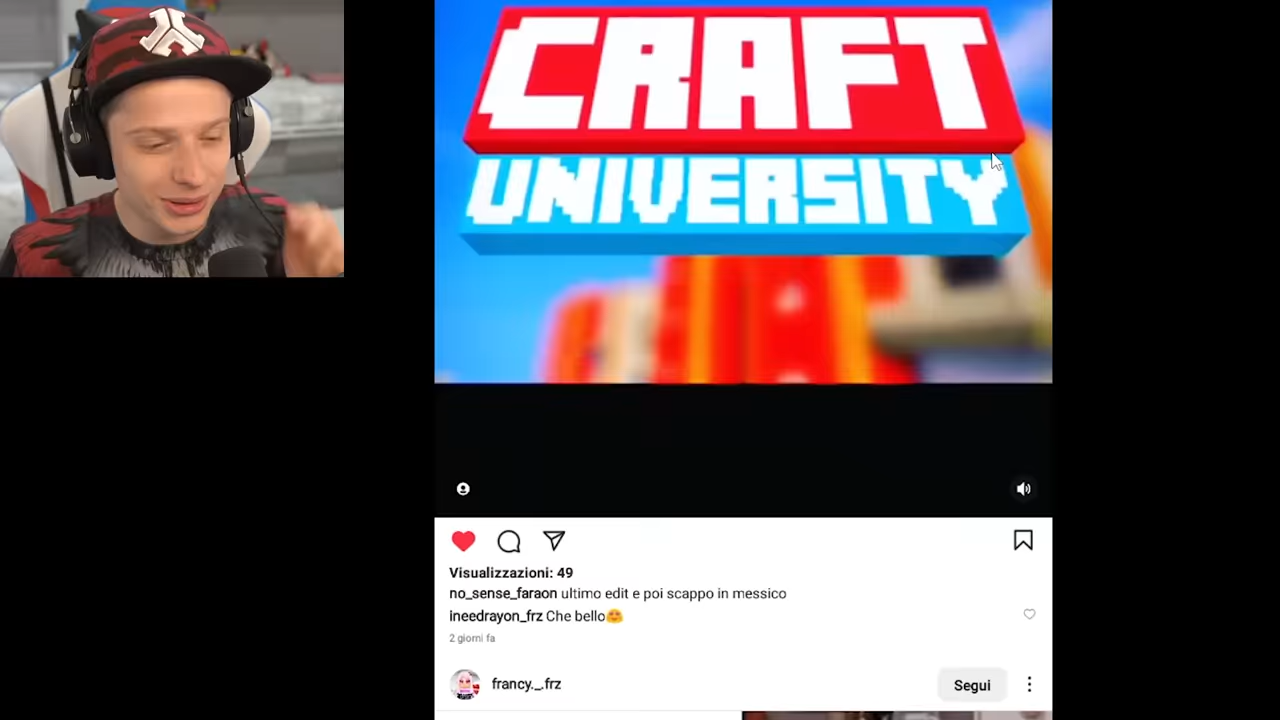 CRAFT
UNIVERSITY
Visualizzazioni: 49
no_sense_faraon ultimo edit e poi scappo in messico
ineedrayon_frz Che bello🥰
2 giorni fa
francy._.frz
Segui